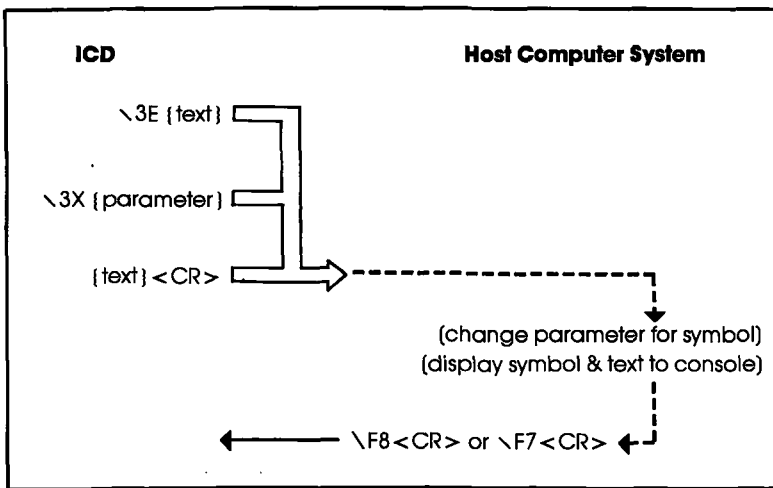 ICD
Host Computer System
\3E {text}
\3X {parameter}
{text}<CR>
(change parameter for symbol)
(display symbol & text to console)
\F8<CR> or \F7<CR>